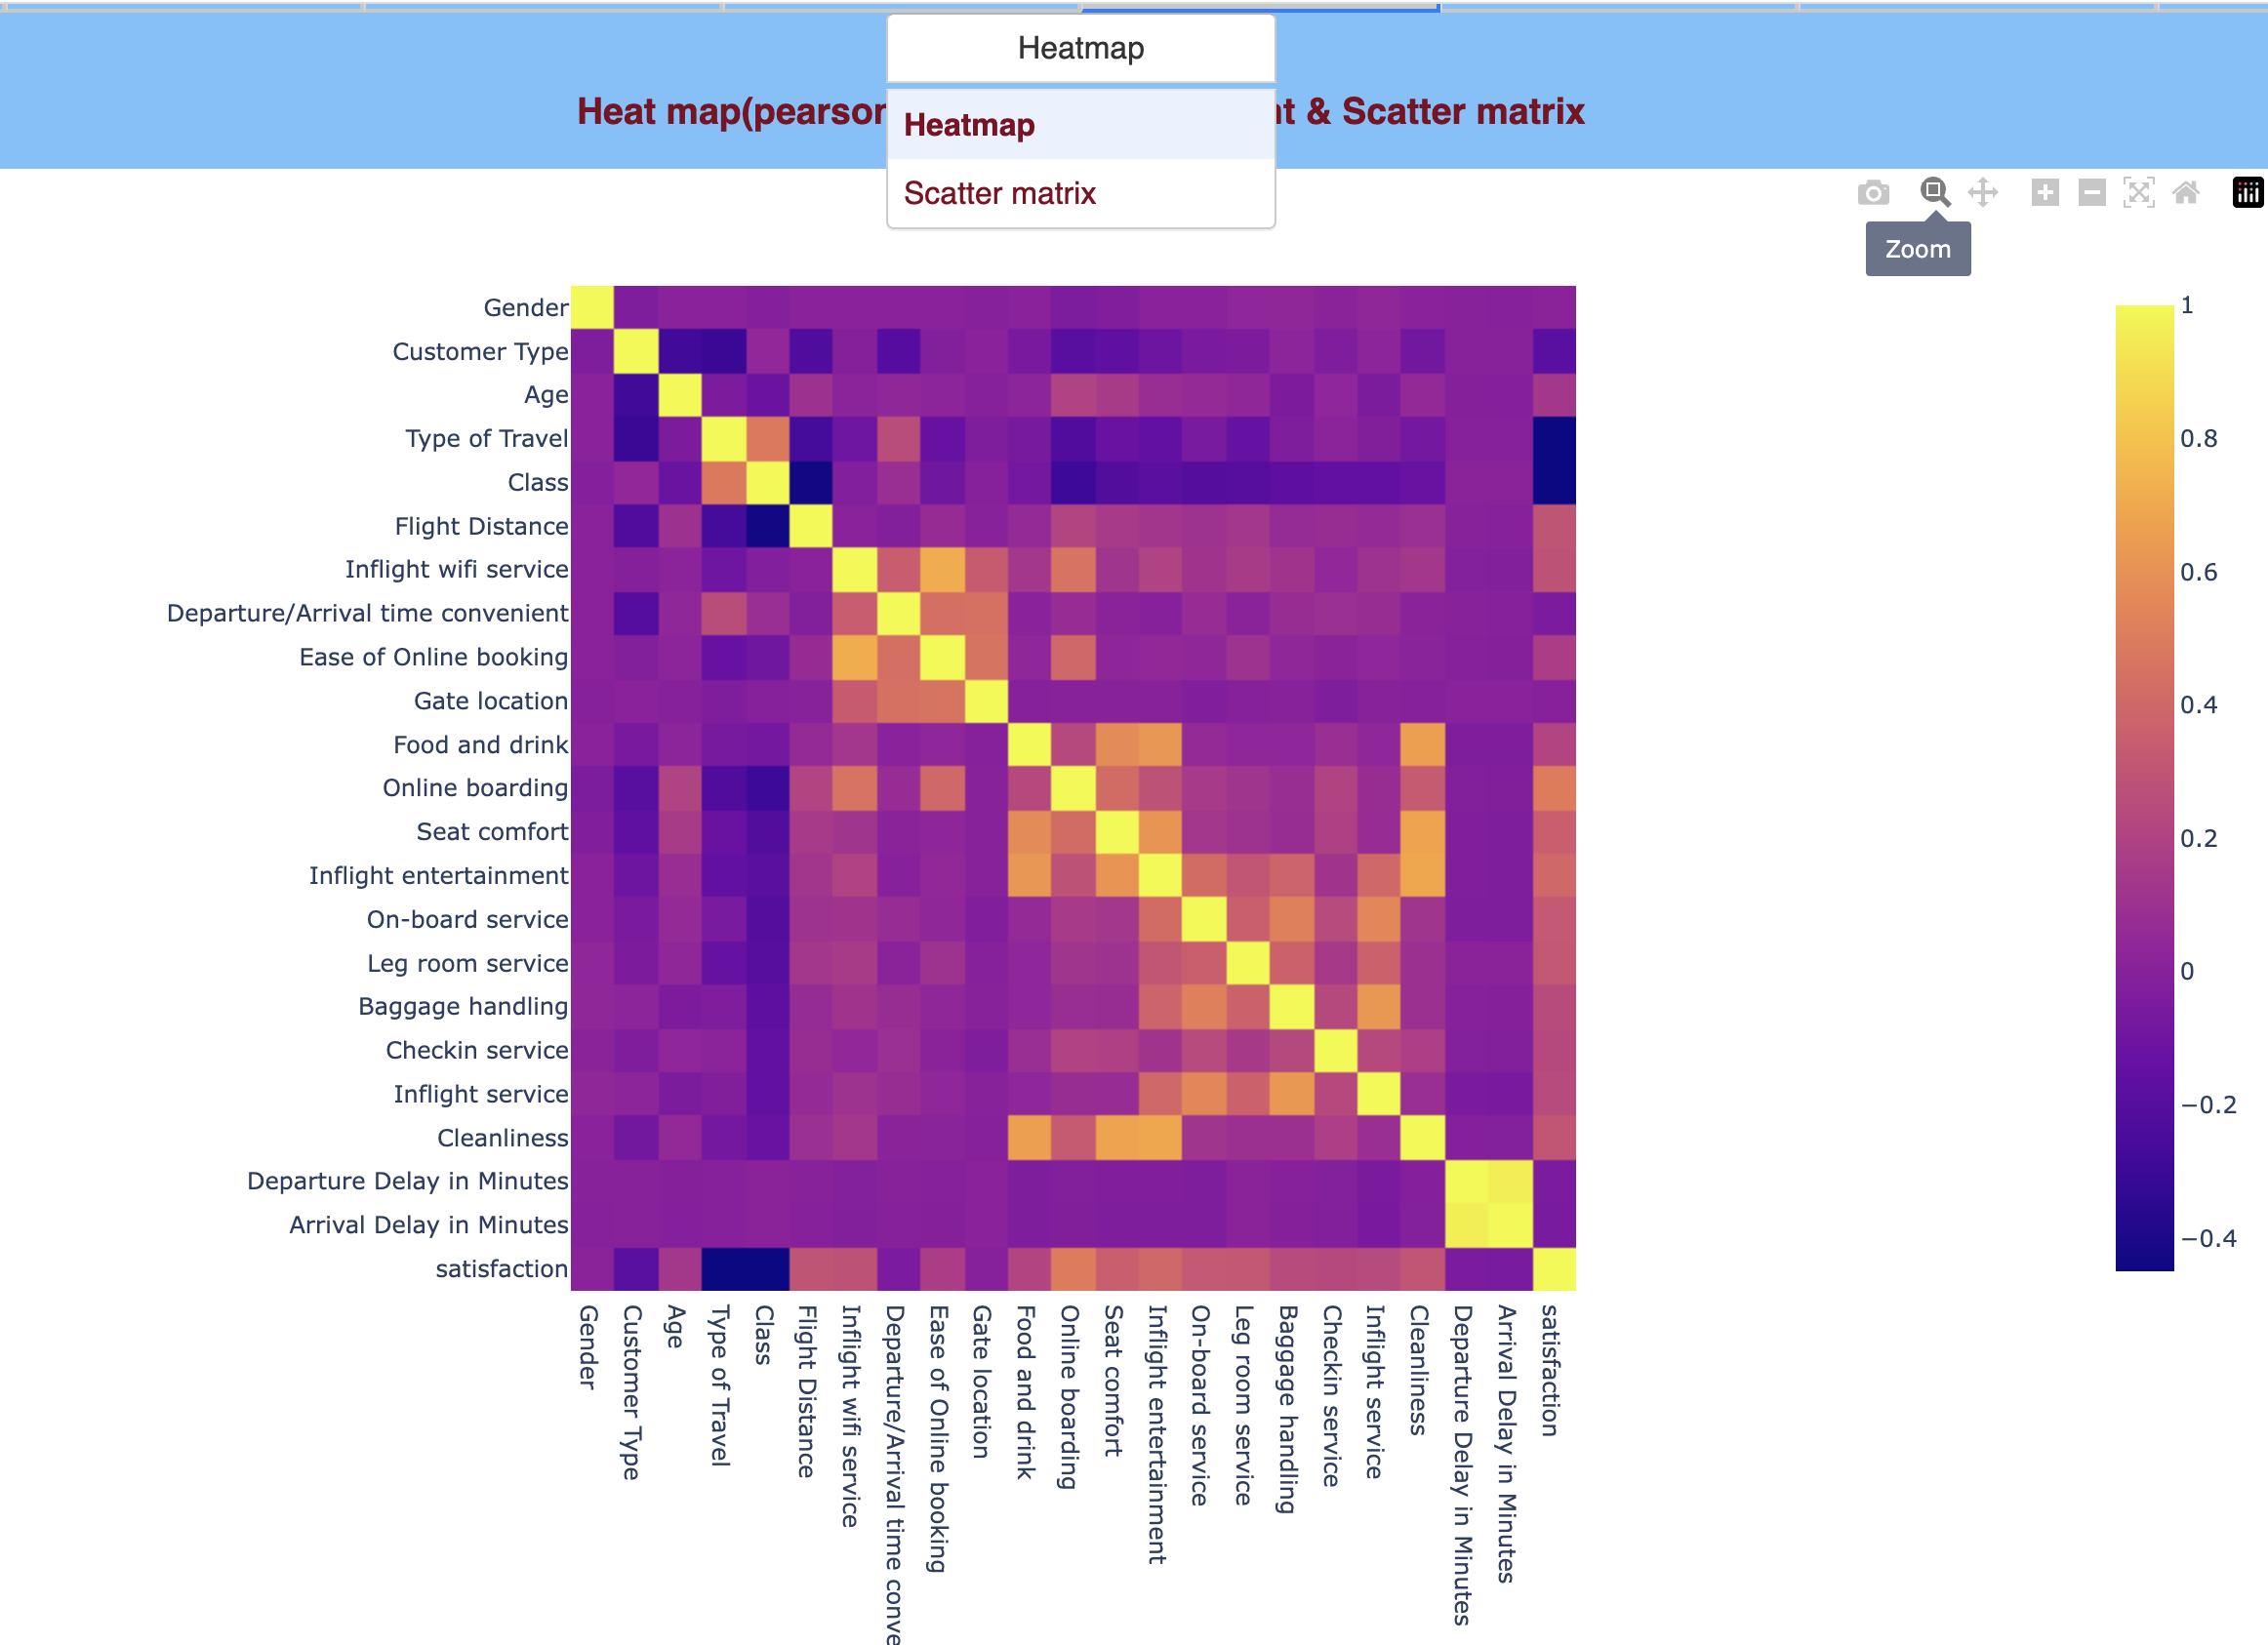 Heatmap
Heat map(pearson
Heatmap
nt & Scatter matrix
Scatter matrix
Zoom
Gender
Customer Type
Age
Type of Travel
Class
Flight Distance
Inflight wifi service
Departure/Arrival time convenient
Ease of Online booking
Gate location
Food and drink
Online boarding
Seat comfort
Inflight entertainment
On-board service
Leg room service
Baggage handling
Checkin service
Inflight service
Cleanliness
Departure Delay in Minutes
Arrival Delay in Minutes
satisfaction
1
0.8
0.6
0.4
0.2
0
−0.2
−0.4
Gender
Customer Type
Age
Type of Travel
Class
Flight Distance
Inflight wifi service
Departure/Arrival time conve
Ease of Online booking
Gate location
Food and drink
Online boarding
Seat comfort
Inflight entertainment
On-board service
Leg room service
Baggage handling
Checkin service
Inflight service
Cleanliness
Departure Delay in Minutes
Arrival Delay in Minutes
satisfaction